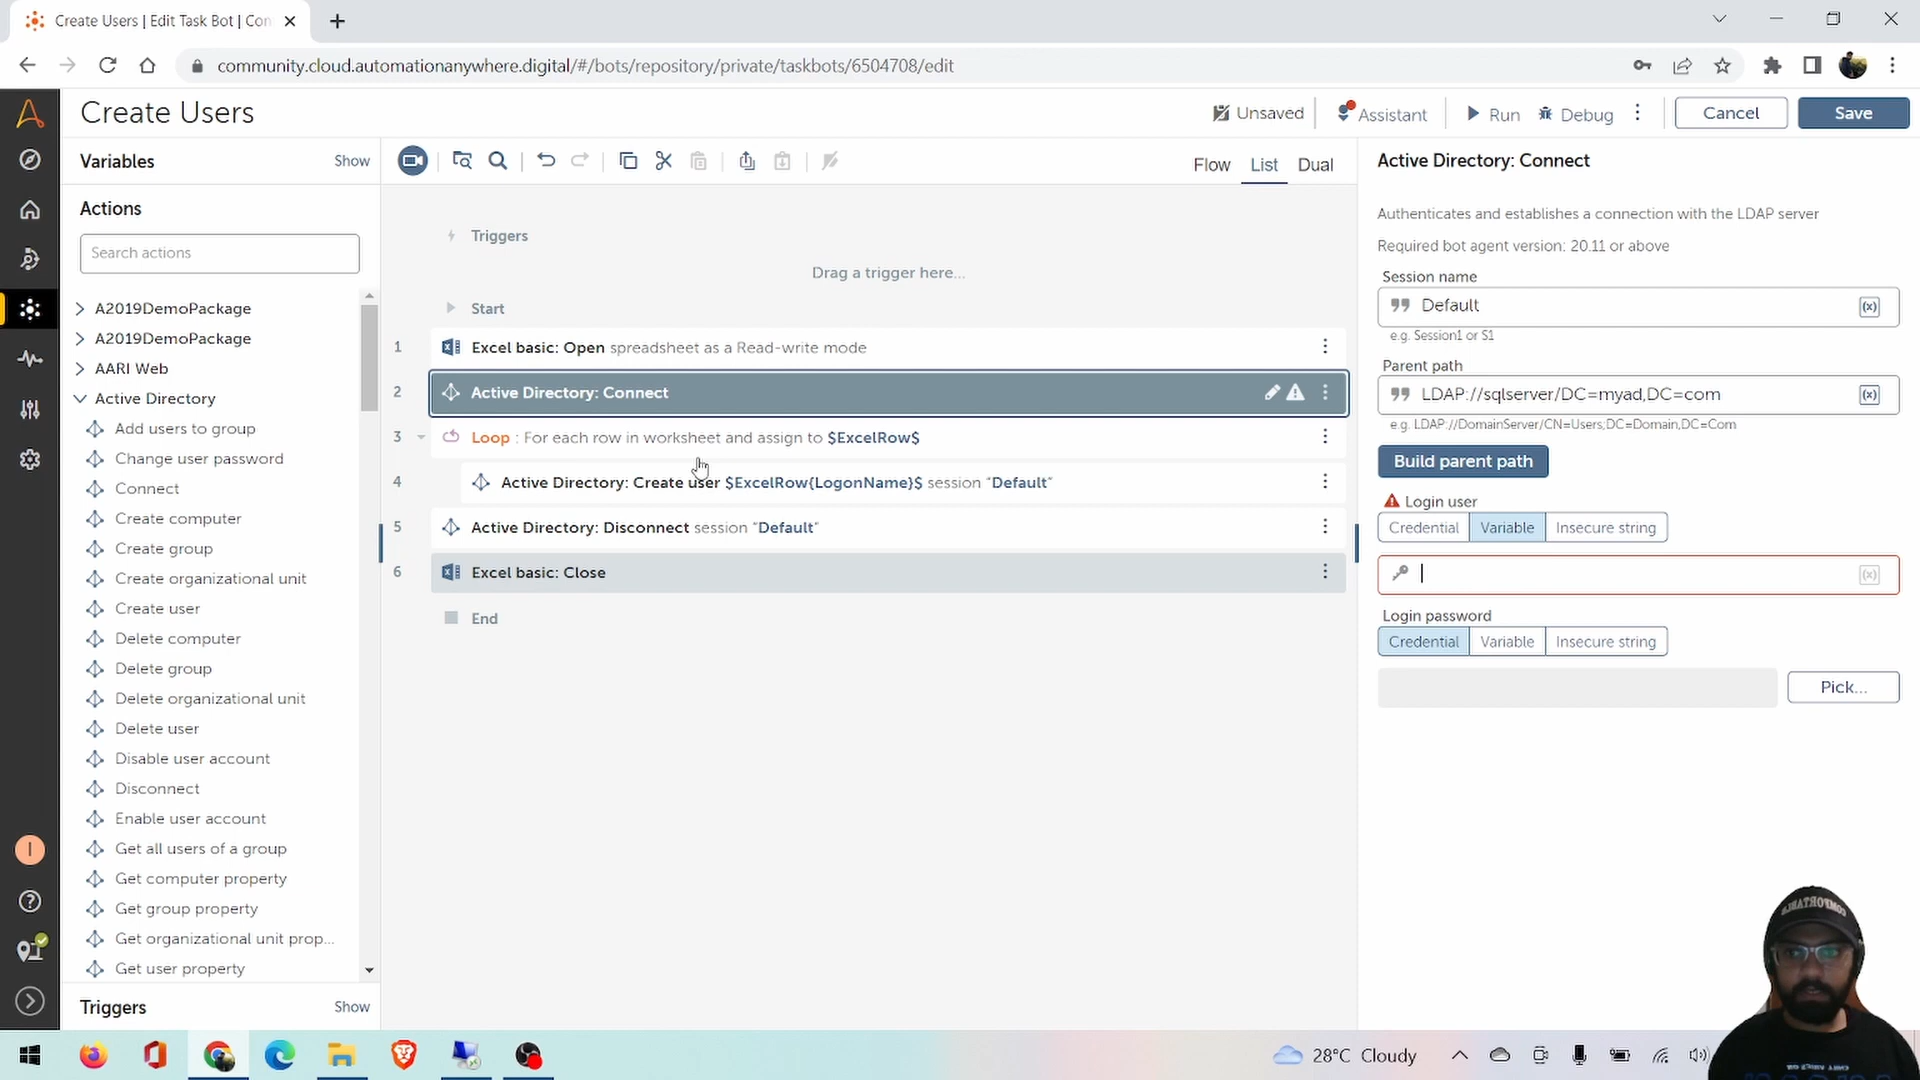 Create Users | Edit Task Bot | Con
community.cloud.automationanywhere.digital/#/bots/repository/private/taskbots/6504708/edit
Create Users
Unsaved
Assistant
Run
Debug
Cancel
Save
Variables
Show
Actions
Search actions
A2019DemoPackage
A2019DemoPackage
AARI Web
Active Directory
Add users to group
Change user password
Connect
Create computer
Create group
Create organizational unit
Create user
Delete computer
Delete group
Delete organizational unit
Delete user
Disable user account
Disconnect
Enable user account
Get all users of a group
Get computer property
Get group property
Get organizational unit prop...
Get user property
Triggers
Show
Flow
List
Dual
Triggers
Drag a trigger here...
Start
1 Excel basic: Open spreadsheet as a Read-write mode
2 Active Directory: Connect
3 Loop : For each row in worksheet and assign to $ExcelRow$
4 Active Directory: Create user $ExcelRow{LogonName}$ session “Default”
5 Active Directory: Disconnect session “Default”
6 Excel basic: Close
End
Active Directory: Connect
Authenticates and establishes a connection with the LDAP server
Required bot agent version: 20.11 or above
Session name
Default
(x)
e.g. Session1 or S1
Parent path
LDAP://sqlserver/DC=myad,DC=com
(x)
e.g. LDAP://DomainServer/CN=Users,DC=Domain,DC=Com
Build parent path
Login user
Credential Variable Insecure string
(x)
Login password
Credential Variable Insecure string
Pick...
I
COMFORTABLE
28°C Cloudy